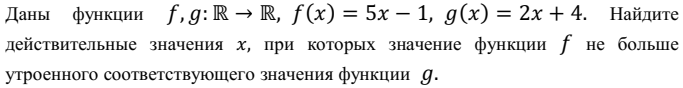 Даны функции f, g: ℝ → ℝ, f(x) = 5x − 1, g(x) = 2x + 4. Найдите
действительные значения x, при которых значение функции f не больше
утроенного соответствующего значения функции g.